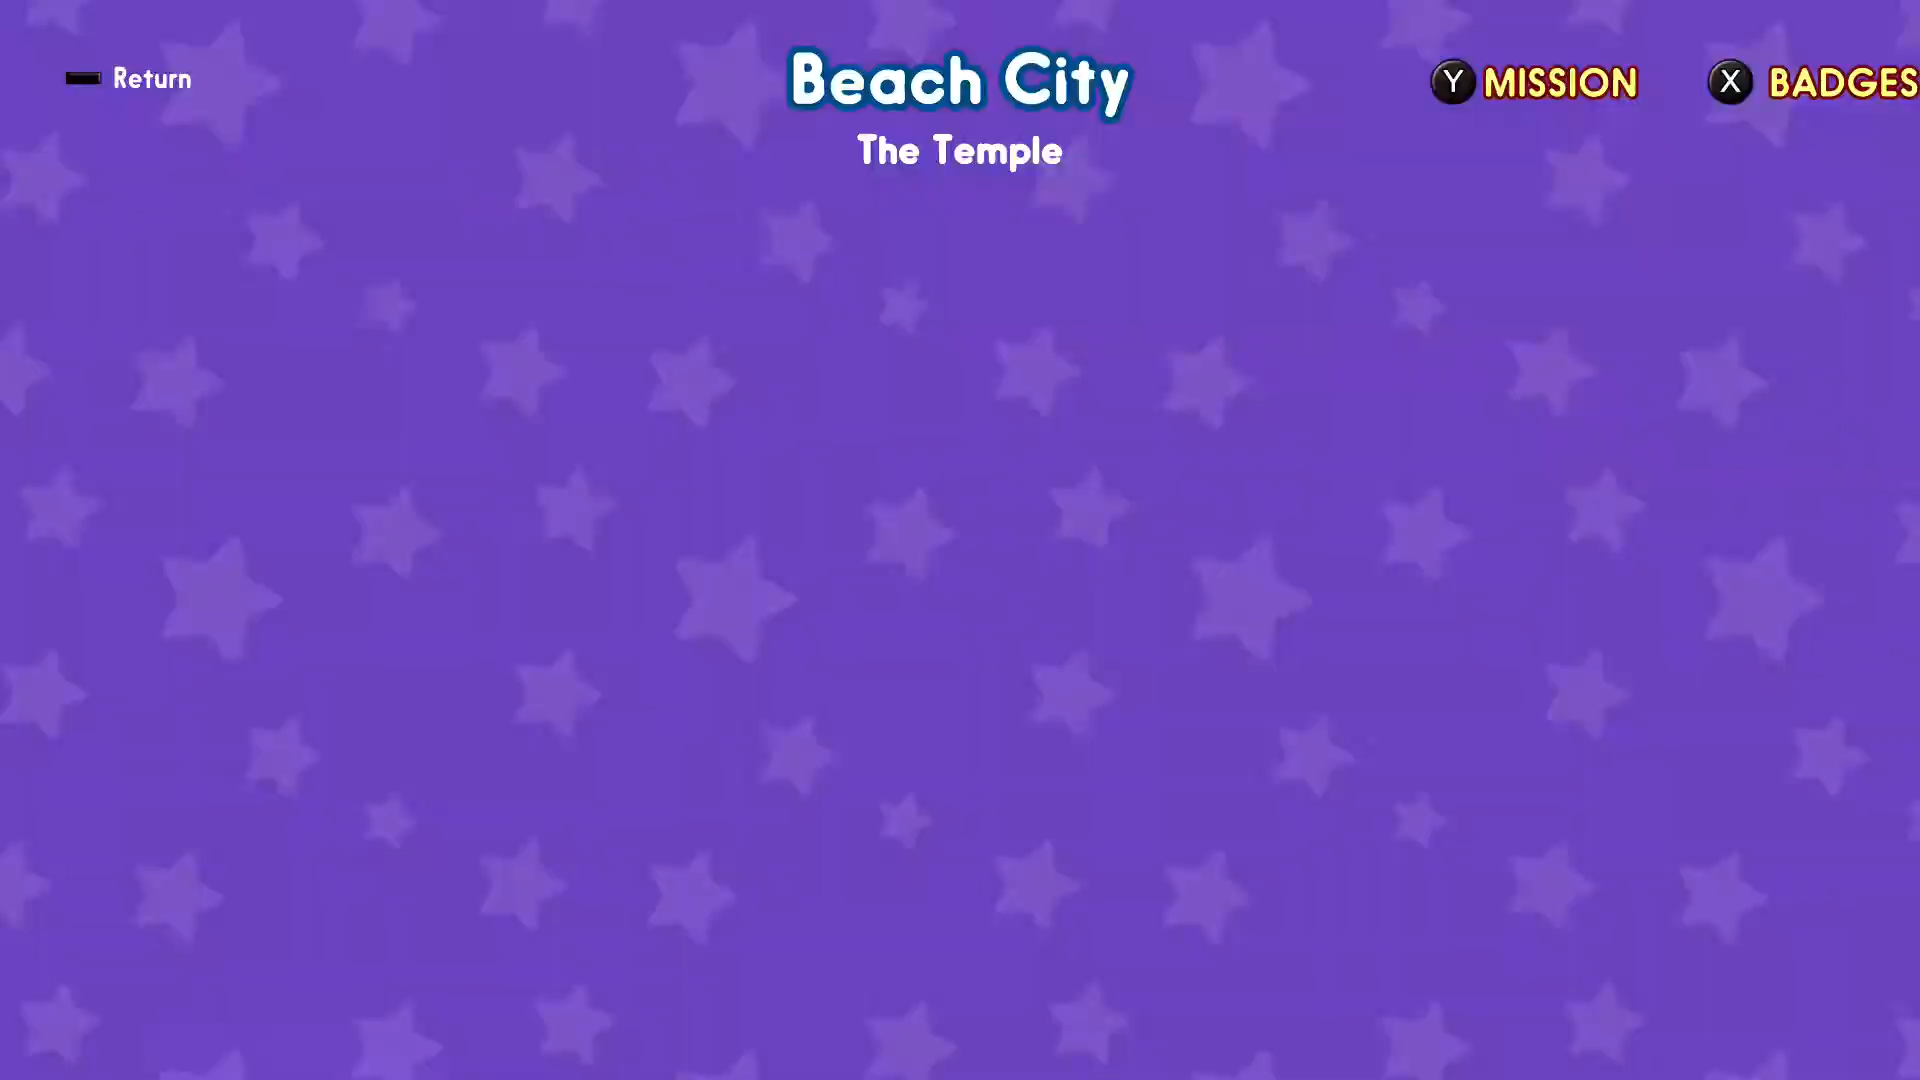 Return
Beach City
The Temple
Y MISSION
X BADGES